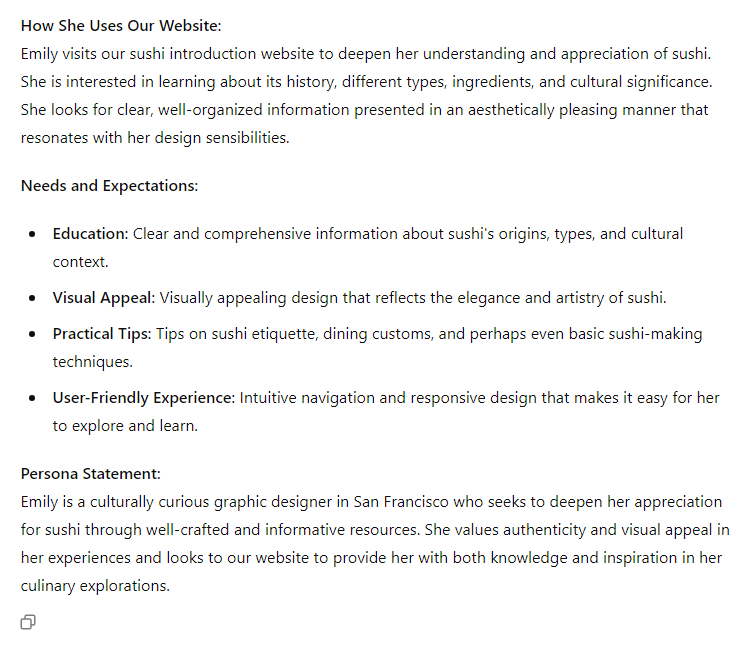 How She Uses Our Website:
Emily visits our sushi introduction website to deepen her understanding and appreciation of sushi.
She is interested in learning about its history, different types, ingredients, and cultural significance.
She looks for clear, well-organized information presented in an aesthetically pleasing manner that
resonates with her design sensibilities.
Needs and Expectations:
• Education: Clear and comprehensive information about sushi's origins, types, and cultural
context.
• Visual Appeal: Visually appealing design that reflects the elegance and artistry of sushi.
• Practical Tips: Tips on sushi etiquette, dining customs, and perhaps even basic sushi-making
techniques.
• User-Friendly Experience: Intuitive navigation and responsive design that makes it easy for her
to explore and learn.
Persona Statement:
Emily is a culturally curious graphic designer in San Francisco who seeks to deepen her appreciation
for sushi through well-crafted and informative resources. She values authenticity and visual appeal in
her experiences and looks to our website to provide her with both knowledge and inspiration in her
culinary explorations.